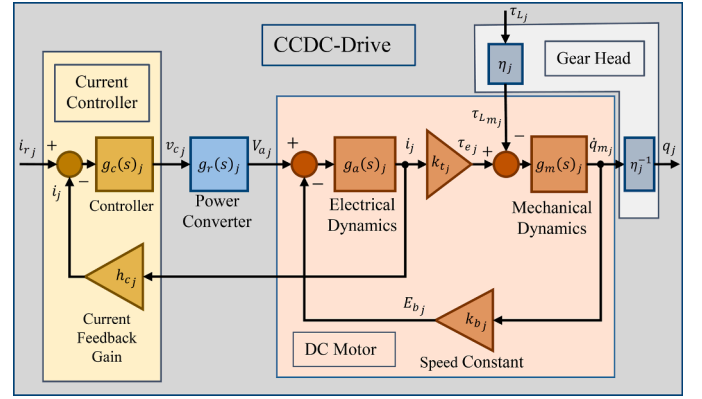 τ_{L_j}
CCDC-Drive
η_j
Gear Head
Current
Controller
τ_{Lm_j}
i_{r_j}
+
−
i_j
g_c(s)_j
v_{c_j}
g_r(s)_j
V_{a_j}
+
−
g_a(s)_j
i_j
k_{t_j}
τ_{e_j}
+
−
g_m(s)_j
q̇_{m_j}
η_j^{-1}
q_j
Controller
Power
Converter
Electrical
Dynamics
Mechanical
Dynamics
h_{c_j}
Current
Feedback
Gain
E_{b_j}
k_{b_j}
DC Motor
Speed Constant